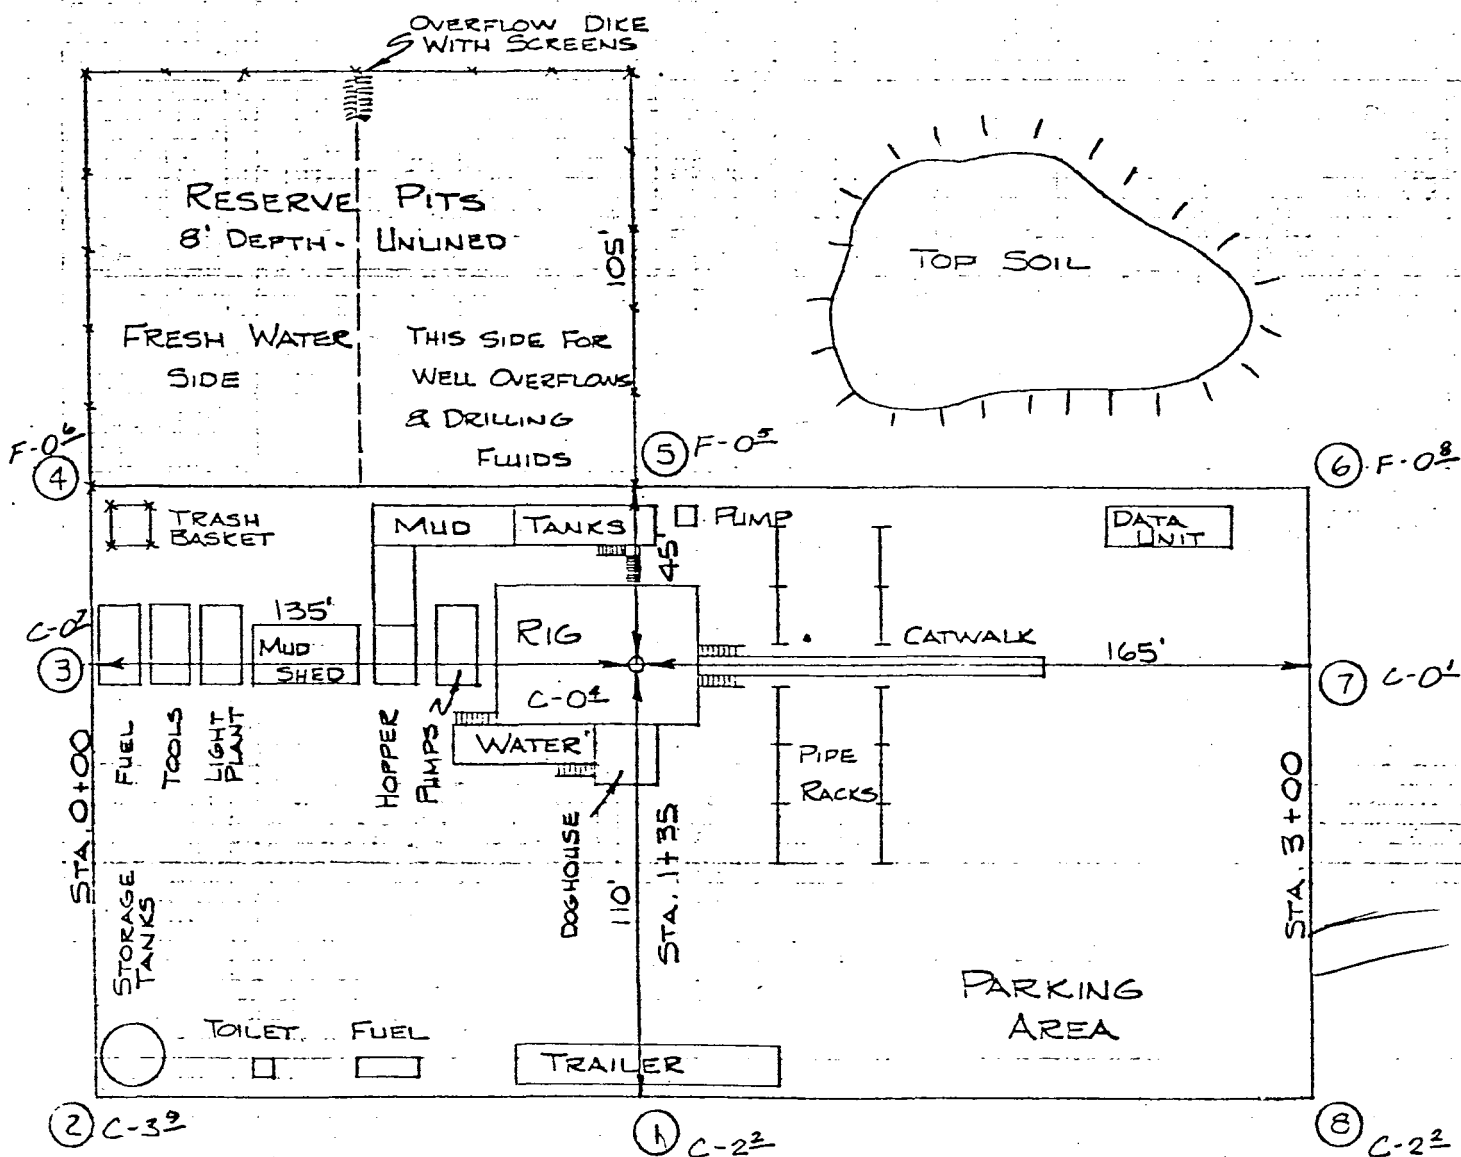 OVERFLOW DIKE
WITH SCREENS
RESERVE PITS
8' DEPTH - UNLINED
105'
TOP SOIL
FRESH WATER
SIDE
THIS SIDE FOR
WELL OVERFLOWS
& DRILLING
FLUIDS
F-0 6
4
5 F-0 5
6 F-0 8
TRASH
BASKET
MUD TANKS
PUMP
DATA
UNIT
45'
135'
RIG
CATWALK
165'
MUD
SHED
3
7 C-0 1
C-0 4
FUEL
TOOLS
LIGHT
PLANT
HOPPER
PUMPS
WATER
PIPE
RACKS
STA. 0+00
DOGHOUSE
110'
STA. 1+35
STA. 3+00
STORAGE
TANKS
PARKING
AREA
TOILET
FUEL
TRAILER
2 C-3 9
1 C-2 2
8 C-2 2